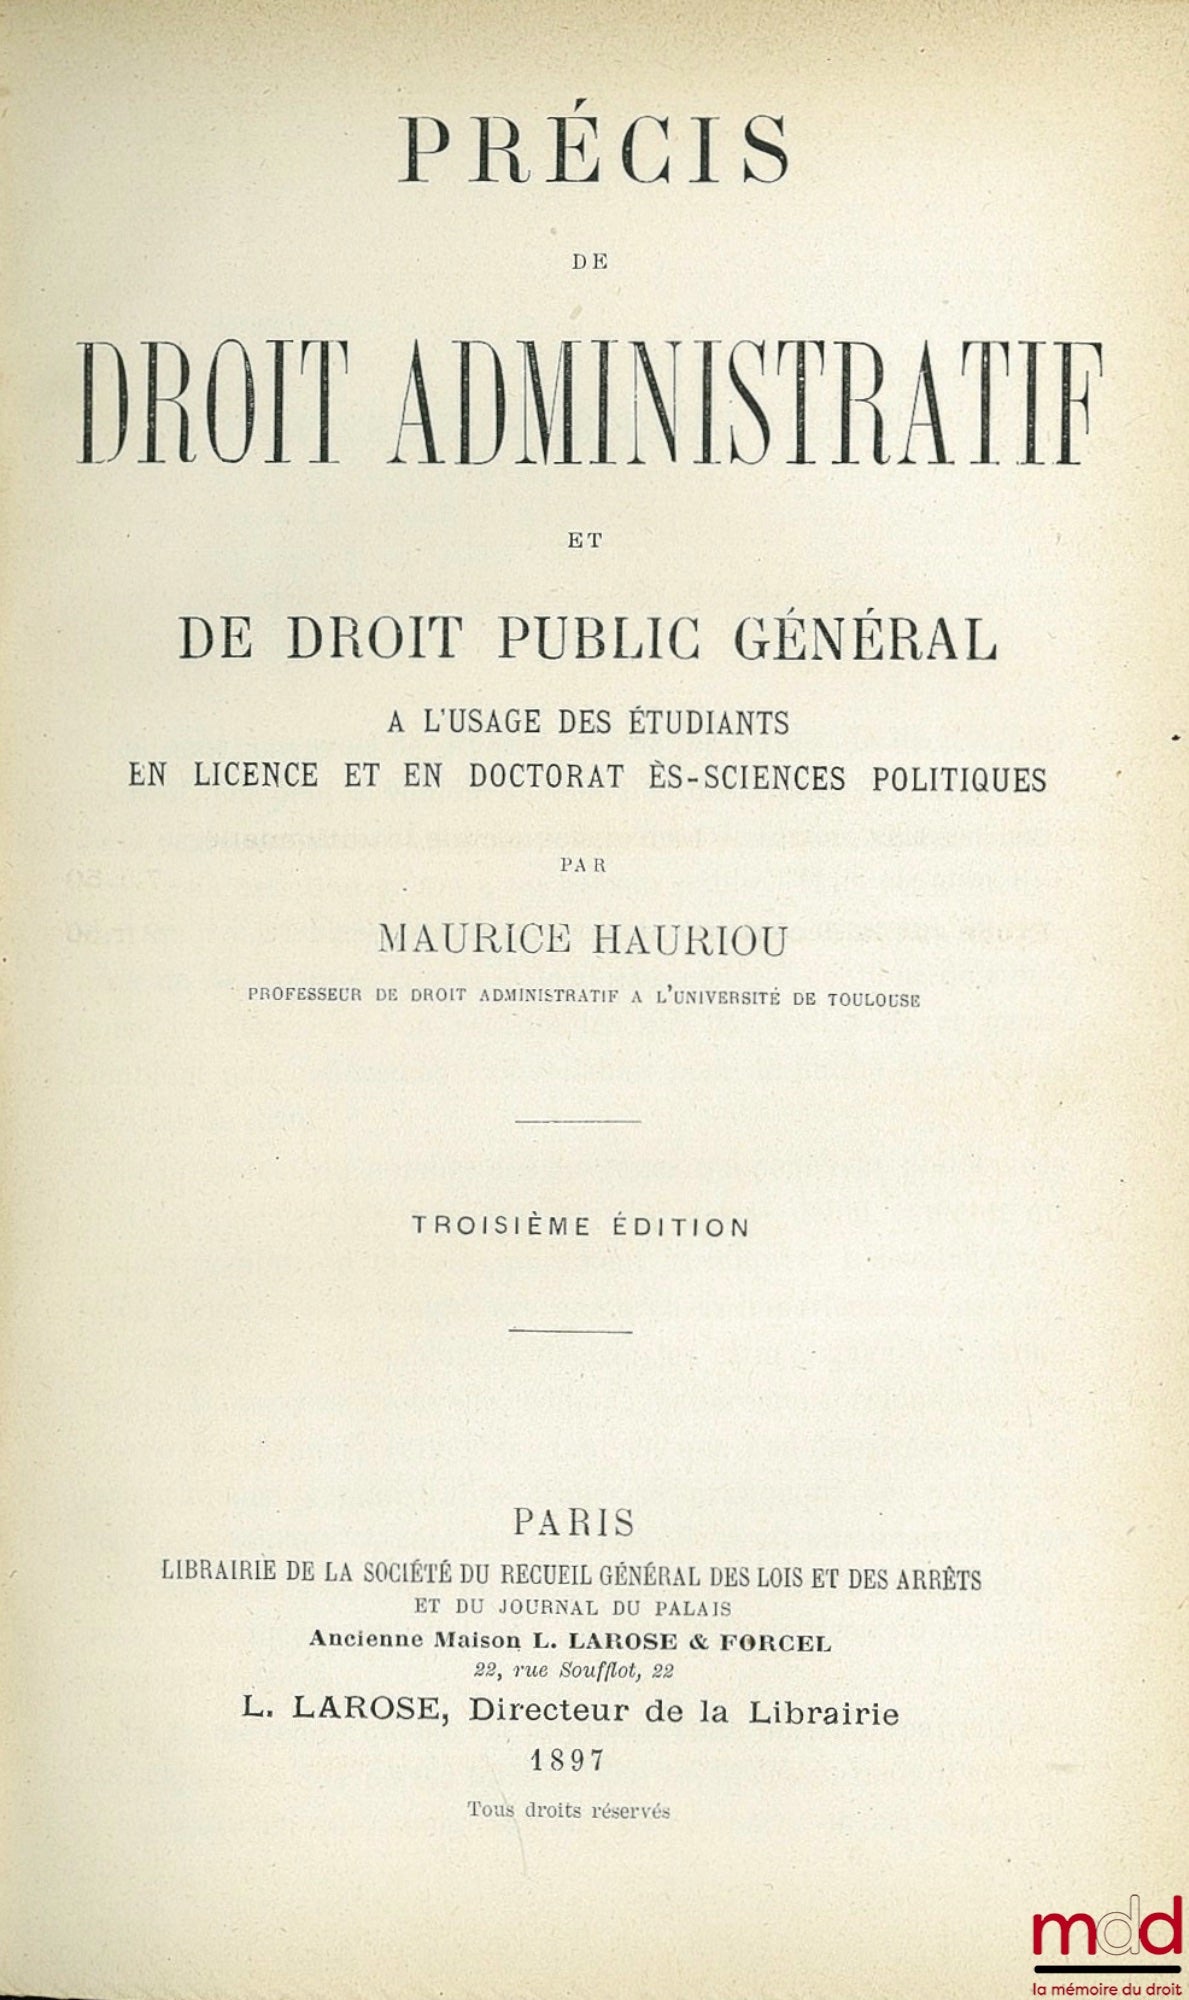 PRÉCIS
DE
DROIT ADMINISTRATIF
ET
DE DROIT PUBLIC GÉNÉRAL
A L'USAGE DES ÉTUDIANTS
EN LICENCE ET EN DOCTORAT ÈS-SCIENCES POLITIQUES
PAR
MAURICE HAURIOU
PROFESSEUR DE DROIT ADMINISTRATIF A L'UNIVERSITÉ DE TOULOUSE
TROISIÈME ÉDITION
PARIS
LIBRAIRIE DE LA SOCIÉTÉ DU RECUEIL GÉNÉRAL DES LOIS ET DES ARRÊTS
ET DU JOURNAL DU PALAIS
Ancienne Maison L. LAROSE & FORCEL
22, rue Soufflot, 22
L. LAROSE, Directeur de la Librairie
1897
Tous droits réservés
mdd
la mémoire du droit